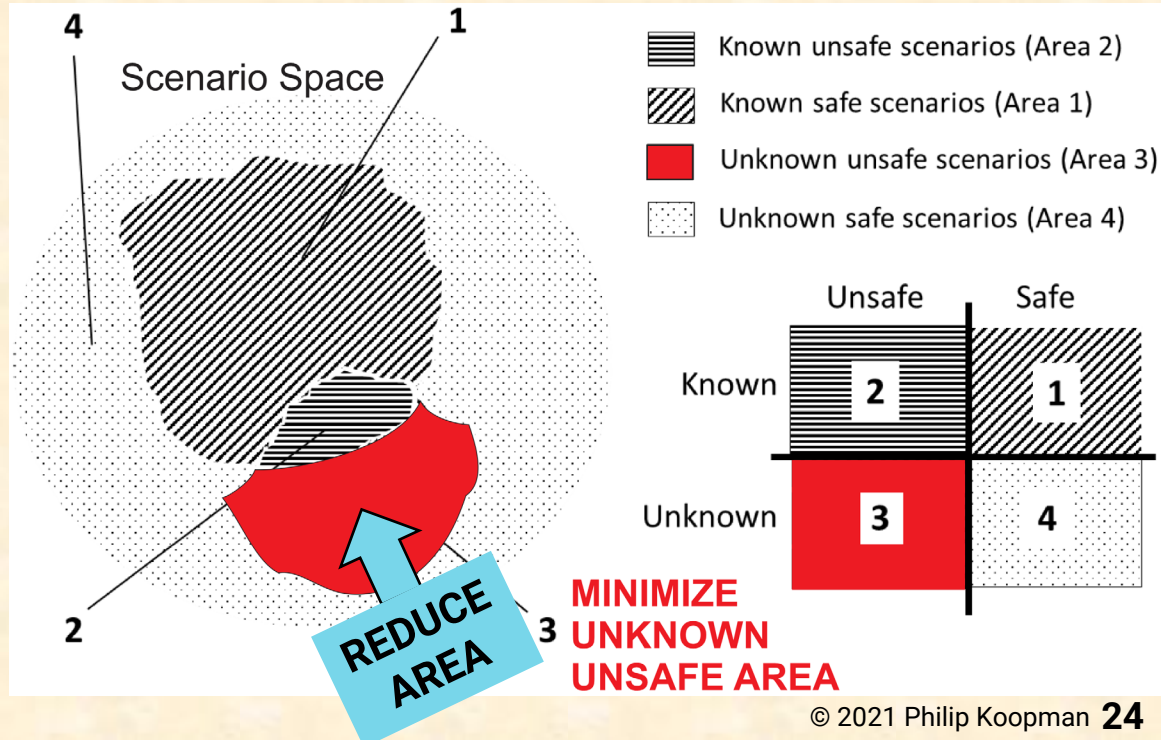 4
1
Scenario Space
2
3
REDUCE
AREA
MINIMIZE
UNKNOWN
UNSAFE AREA
Known unsafe scenarios (Area 2)
Known safe scenarios (Area 1)
Unknown unsafe scenarios (Area 3)
Unknown safe scenarios (Area 4)
Unsafe Safe
Known 2 1
Unknown 3 4
© 2021 Philip Koopman 24